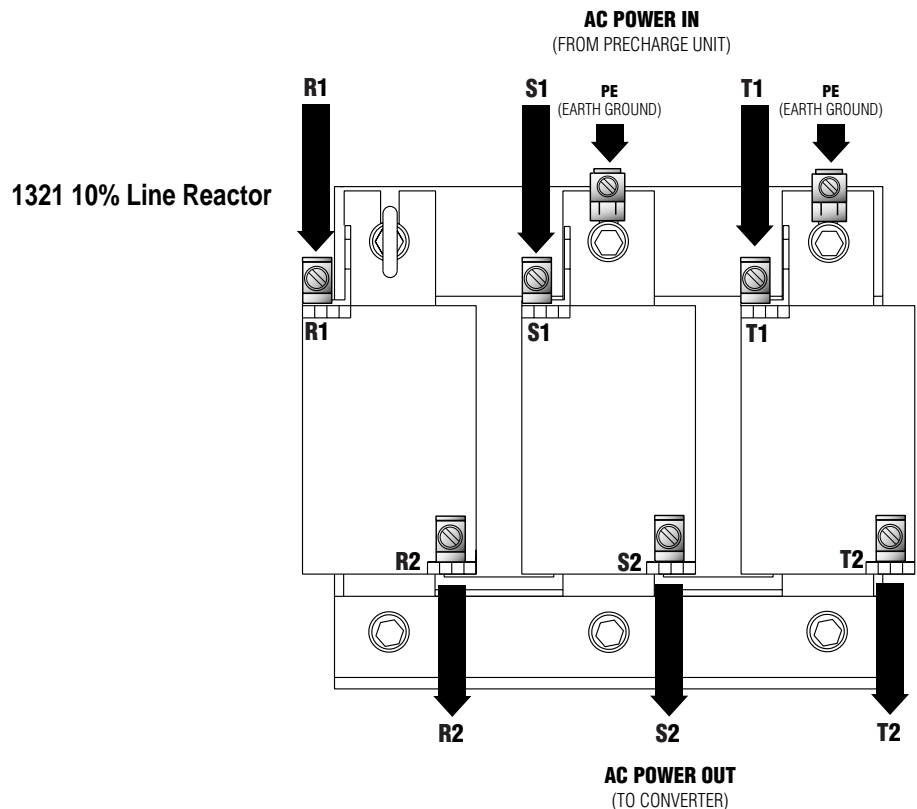 AC POWER IN
(FROM PRECHARGE UNIT)
R1
S1
PE
(EARTH GROUND)
T1
PE
(EARTH GROUND)
1321 10% Line Reactor
R1
S1
T1
R2
S2
T2
R2
S2
T2
AC POWER OUT
(TO CONVERTER)